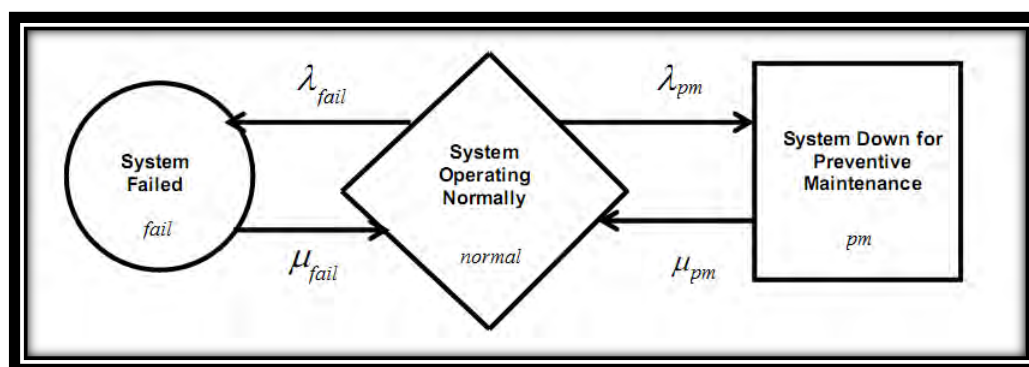 λfail
λpm
System
Failed
fail
System
Operating
Normally
normal
System Down for
Preventive
Maintenance
pm
μfail
μpm